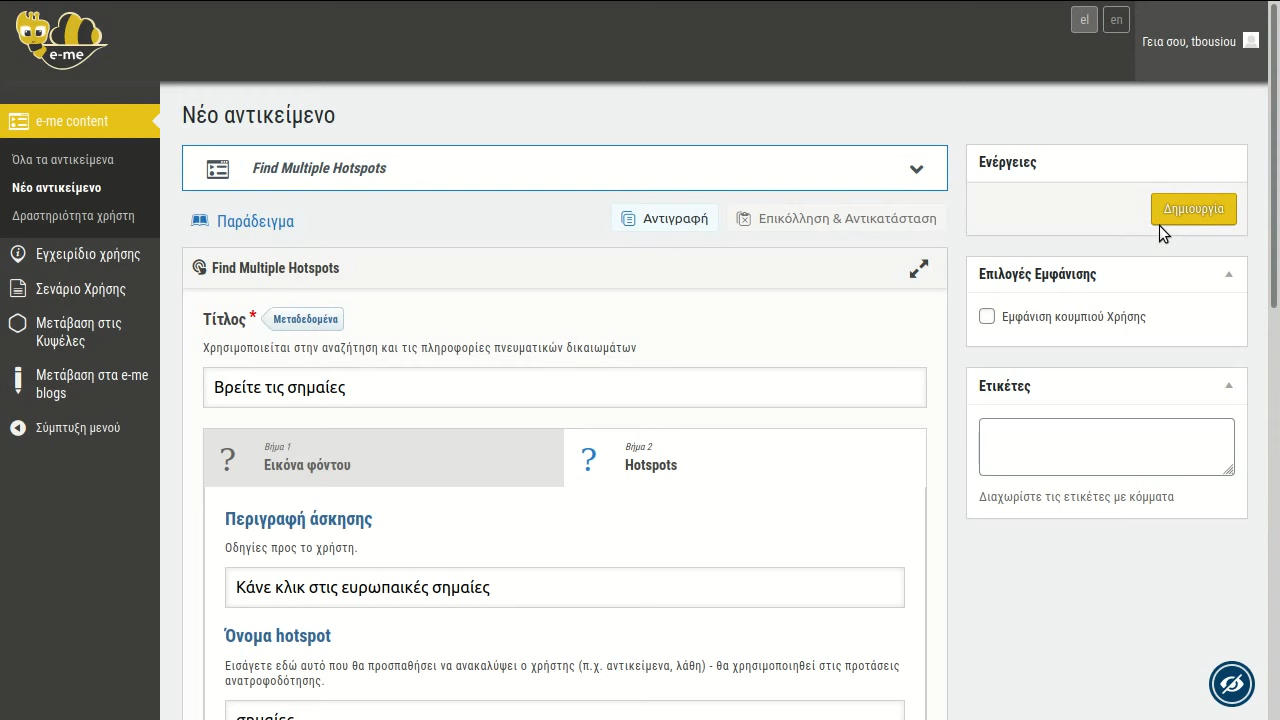 e-me
el
en
Γεια σου, tbousiou
e-me content
Όλα τα αντικείμενα
Νέο αντικείμενο
Δραστηριότητα χρήστη
Εγχειρίδιο χρήσης
Σενάριο Χρήσης
Μετάβαση στις
Κυψέλες
Μετάβαση στα e-me
blogs
Σύμπτυξη μενού
Νέο αντικείμενο
Find Multiple Hotspots
Παράδειγμα
Αντιγραφή
Επικόλληση & Αντικατάσταση
Find Multiple Hotspots
Τίτλος *
Μεταδεδομένα
Χρησιμοποιείται στην αναζήτηση και τις πληροφορίες πνευματικών δικαιωμάτων
Βρείτε τις σημαίες
?
Βήμα 1
Εικόνα φόντου
?
Βήμα 2
Hotspots
Περιγραφή άσκησης
Οδηγίες προς το χρήστη.
Κάνε κλικ στις ευρωπαικές σημαίες
Όνομα hotspot
Εισάγετε εδώ αυτό που θα προσπαθήσει να ανακαλύψει ο χρήστης (π.χ. αντικείμενα, λάθη) - θα χρησιμοποιηθεί στις προτάσεις
ανατροφοδότησης.
σημαίες
Ενέργειες
Δημιουργία
Επιλογές Εμφάνισης
Εμφάνιση κουμπιού Χρήσης
Ετικέτες
Διαχωρίστε τις ετικέτες με κόμματα